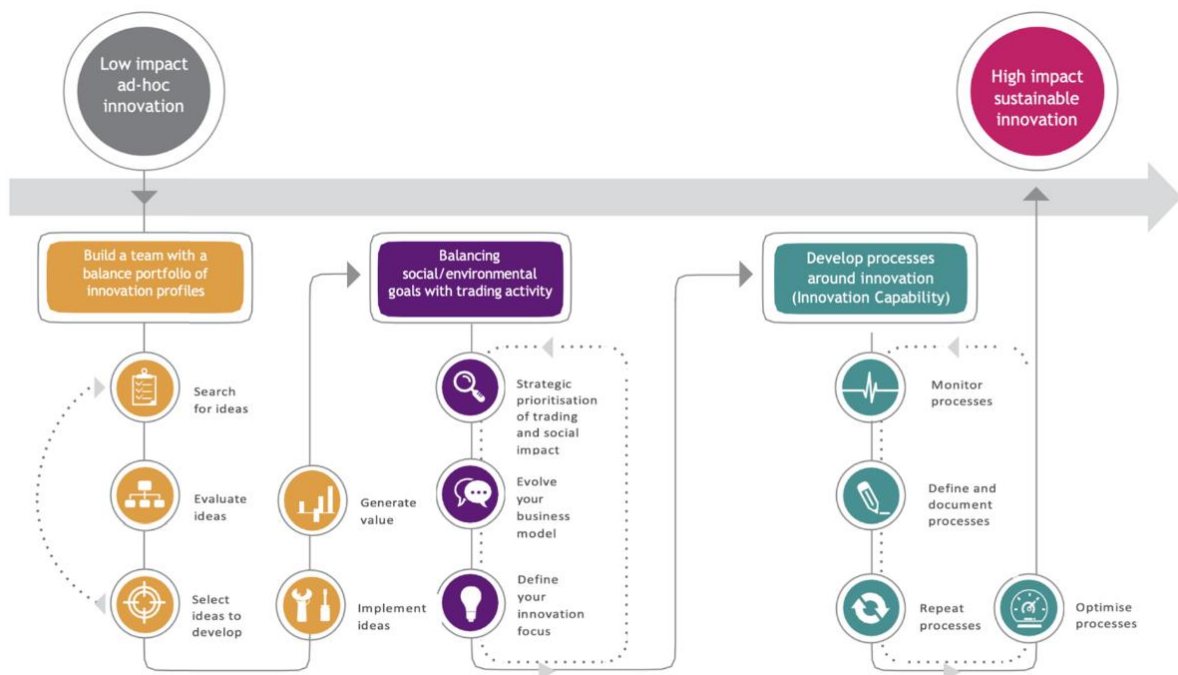 Low impact
ad-hoc
innovation
High impact
sustainable
innovation
Build a team with a
balance portfolio of
innovation profiles
Balancing
social/environmental
goals with trading activity
Develop processes
around innovation
(Innovation Capability)
Search
for ideas
Evaluate
ideas
Select
ideas to
develop
Generate
value
Implement
ideas
Strategic
prioritisation
of trading
and social
impact
Evolve
your
business
model
Define
your
innovation
focus
Monitor
processes
Define and
document
processes
Repeat
processes
Optimise
processes